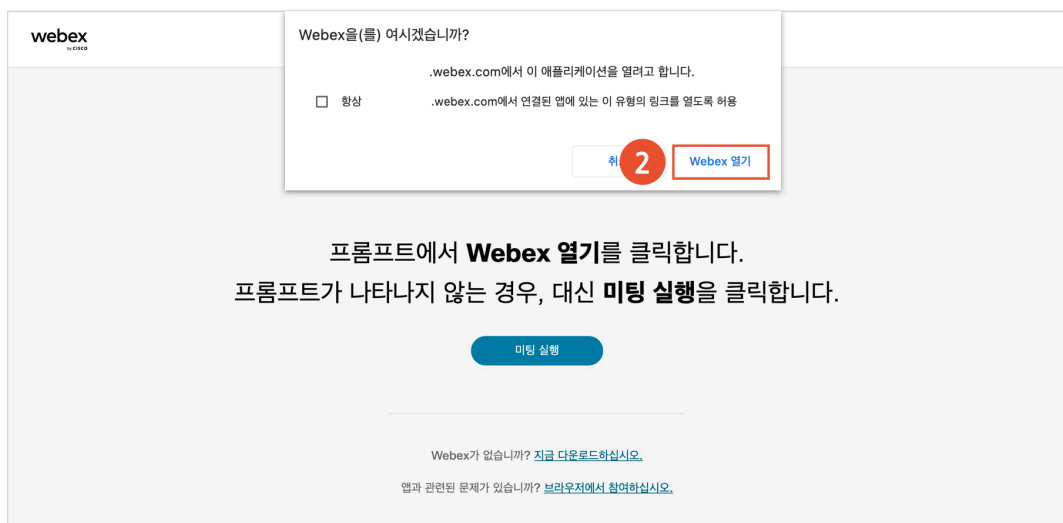 webex
by CISCO
Webex을(를) 여시겠습니까?
.webex.com에서 이 애플리케이션을 열려고 합니다.
항상 .webex.com에서 연결된 앱에 있는 이 유형의 링크를 열도록 허용
2 Webex 열기
프롬프트에서 Webex 열기를 클릭합니다.
프롬프트가 나타나지 않는 경우, 대신 미팅 실행을 클릭합니다.
미팅 실행
Webex가 없습니까? 지금 다운로드하십시오.
앱과 관련된 문제가 있습니까? 브라우저에서 참여하십시오.